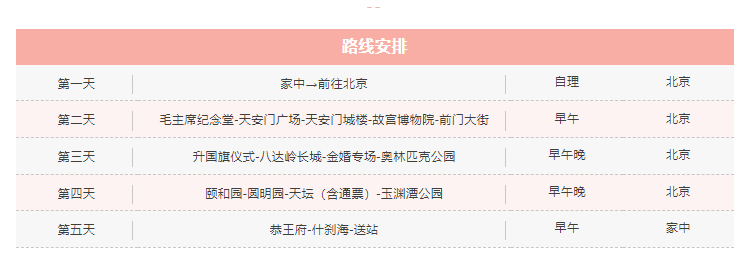 路线安排
第一天 家中→前往北京 自理 北京
第二天 毛主席纪念堂-天安门广场-天安门城楼-故宫博物院-前门大街 早午 北京
第三天 升国旗仪式-八达岭长城-金婚专场-奥林匹克公园 早午晚 北京
第四天 颐和园-圆明园-天坛（含通票）-玉渊潭公园 早午晚 北京
第五天 恭王府-什刹海-送站 早午 家中